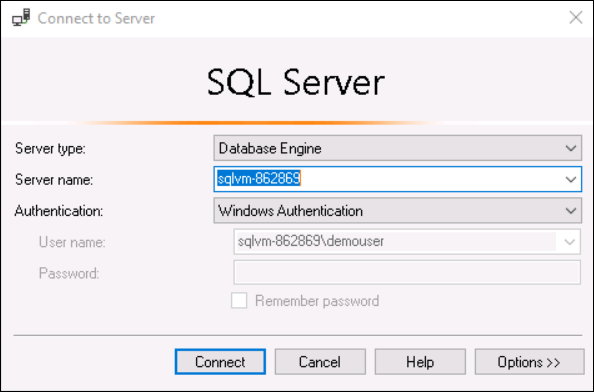 Connect to Server
SQL Server
Server type: Database Engine
Server name: sqlvm-862869
Authentication: Windows Authentication
User name: sqlvm-862869\demouser
Password:
Remember password
Connect Cancel Help Options >>